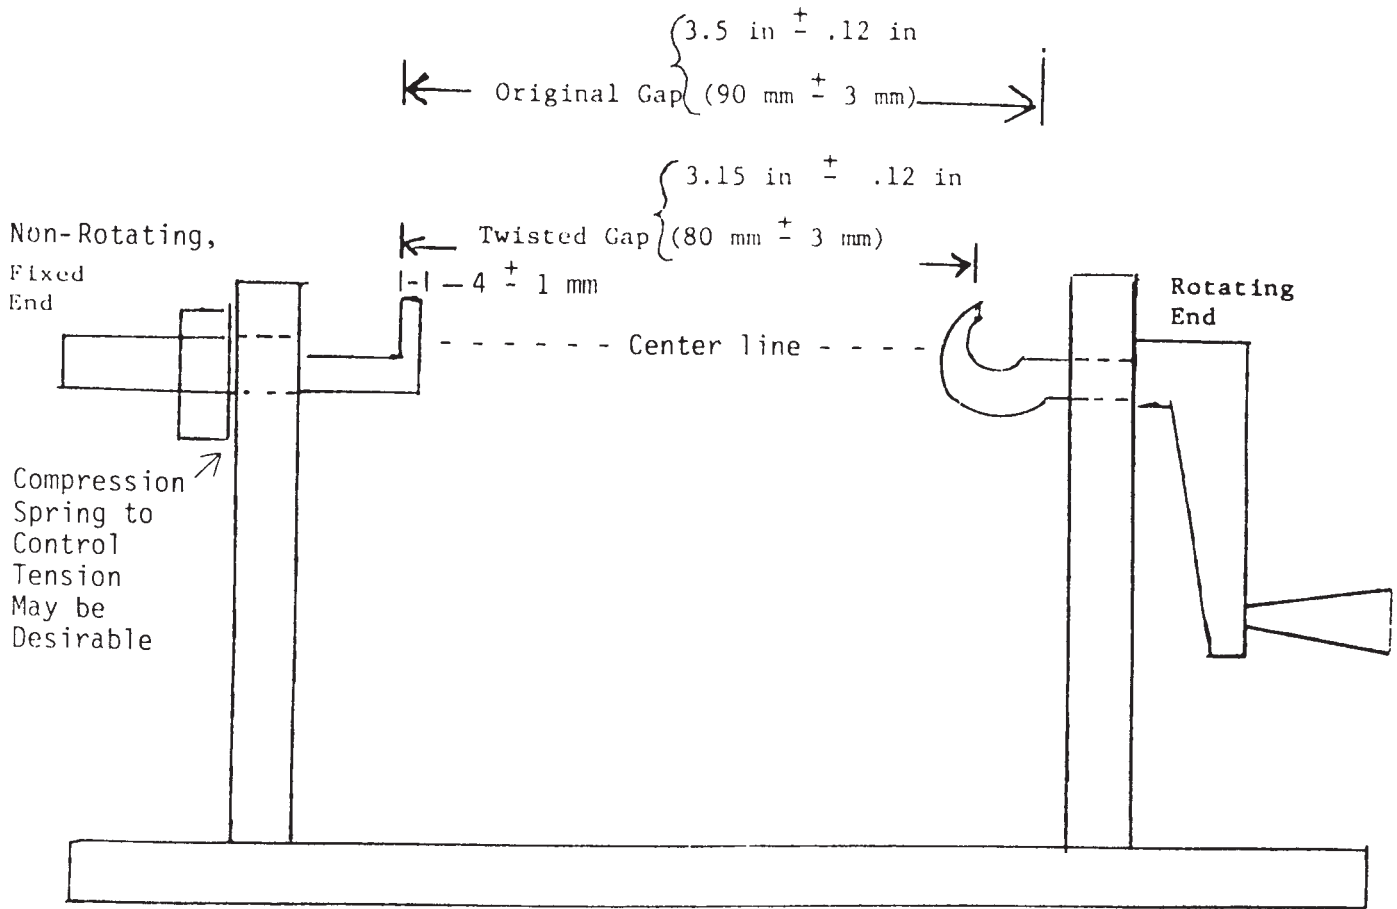 3.5 in ± .12 in
Original Gap (90 mm ± 3 mm)
3.15 in ± .12 in
Twisted Gap (80 mm ± 3 mm)
4 ± 1 mm
Non-Rotating,
Fixed
End
Rotating
End
Center line
Compression
Spring to
Control
Tension
May be
Desirable